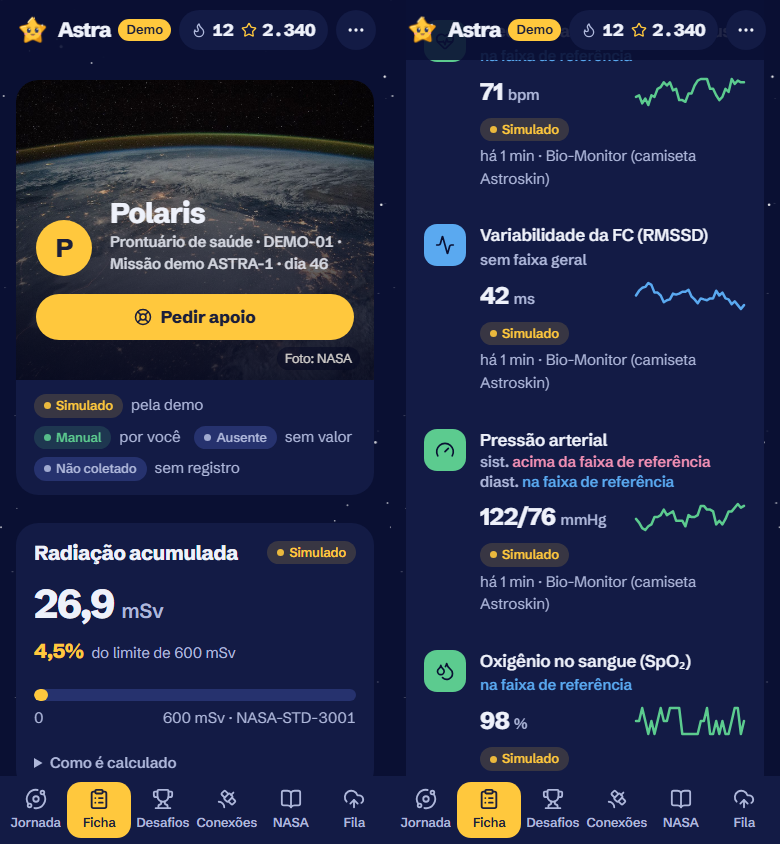 Astra Demo 12 2.340
P
Polaris
Prontuário de saúde · DEMO-01 ·
Missão demo ASTRA-1 · dia 46
Pedir apoio
Foto: NASA
Simulado pela demo
Manual por você Ausente sem valor
Não coletado sem registro
Radiação acumulada Simulado
26,9 mSv
4,5% do limite de 600 mSv
0 600 mSv · NASA-STD-3001
Como é calculado
Jornada Ficha Desafios Conexões NASA Fila
Astra Demo 12 2.340
na faixa de referência
71 bpm
Simulado
há 1 min · Bio-Monitor (camiseta
Astroskin)
Variabilidade da FC (RMSSD)
sem faixa geral
42 ms
Simulado
há 1 min · Bio-Monitor (camiseta
Astroskin)
Pressão arterial
sist. acima da faixa de referência
diast. na faixa de referência
122/76 mmHg
Simulado
há 1 min · Bio-Monitor (camiseta
Astroskin)
Oxigênio no sangue (SpO₂)
na faixa de referência
98 %
Simulado
Jornada Ficha Desafios Conexões NASA Fila